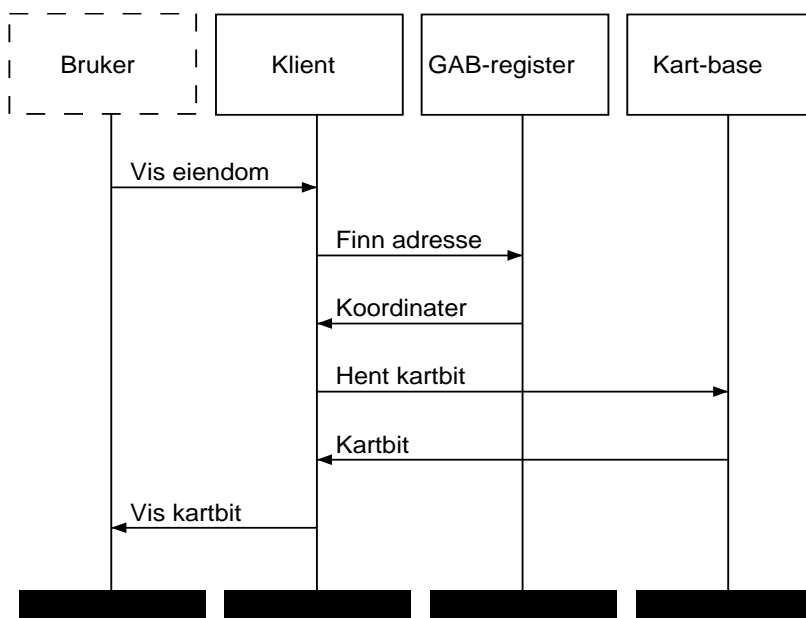 Bruker
Klient
GAB-register
Kart-base
Vis eiendom
Finn adresse
Koordinater
Hent kartbit
Kartbit
Vis kartbit